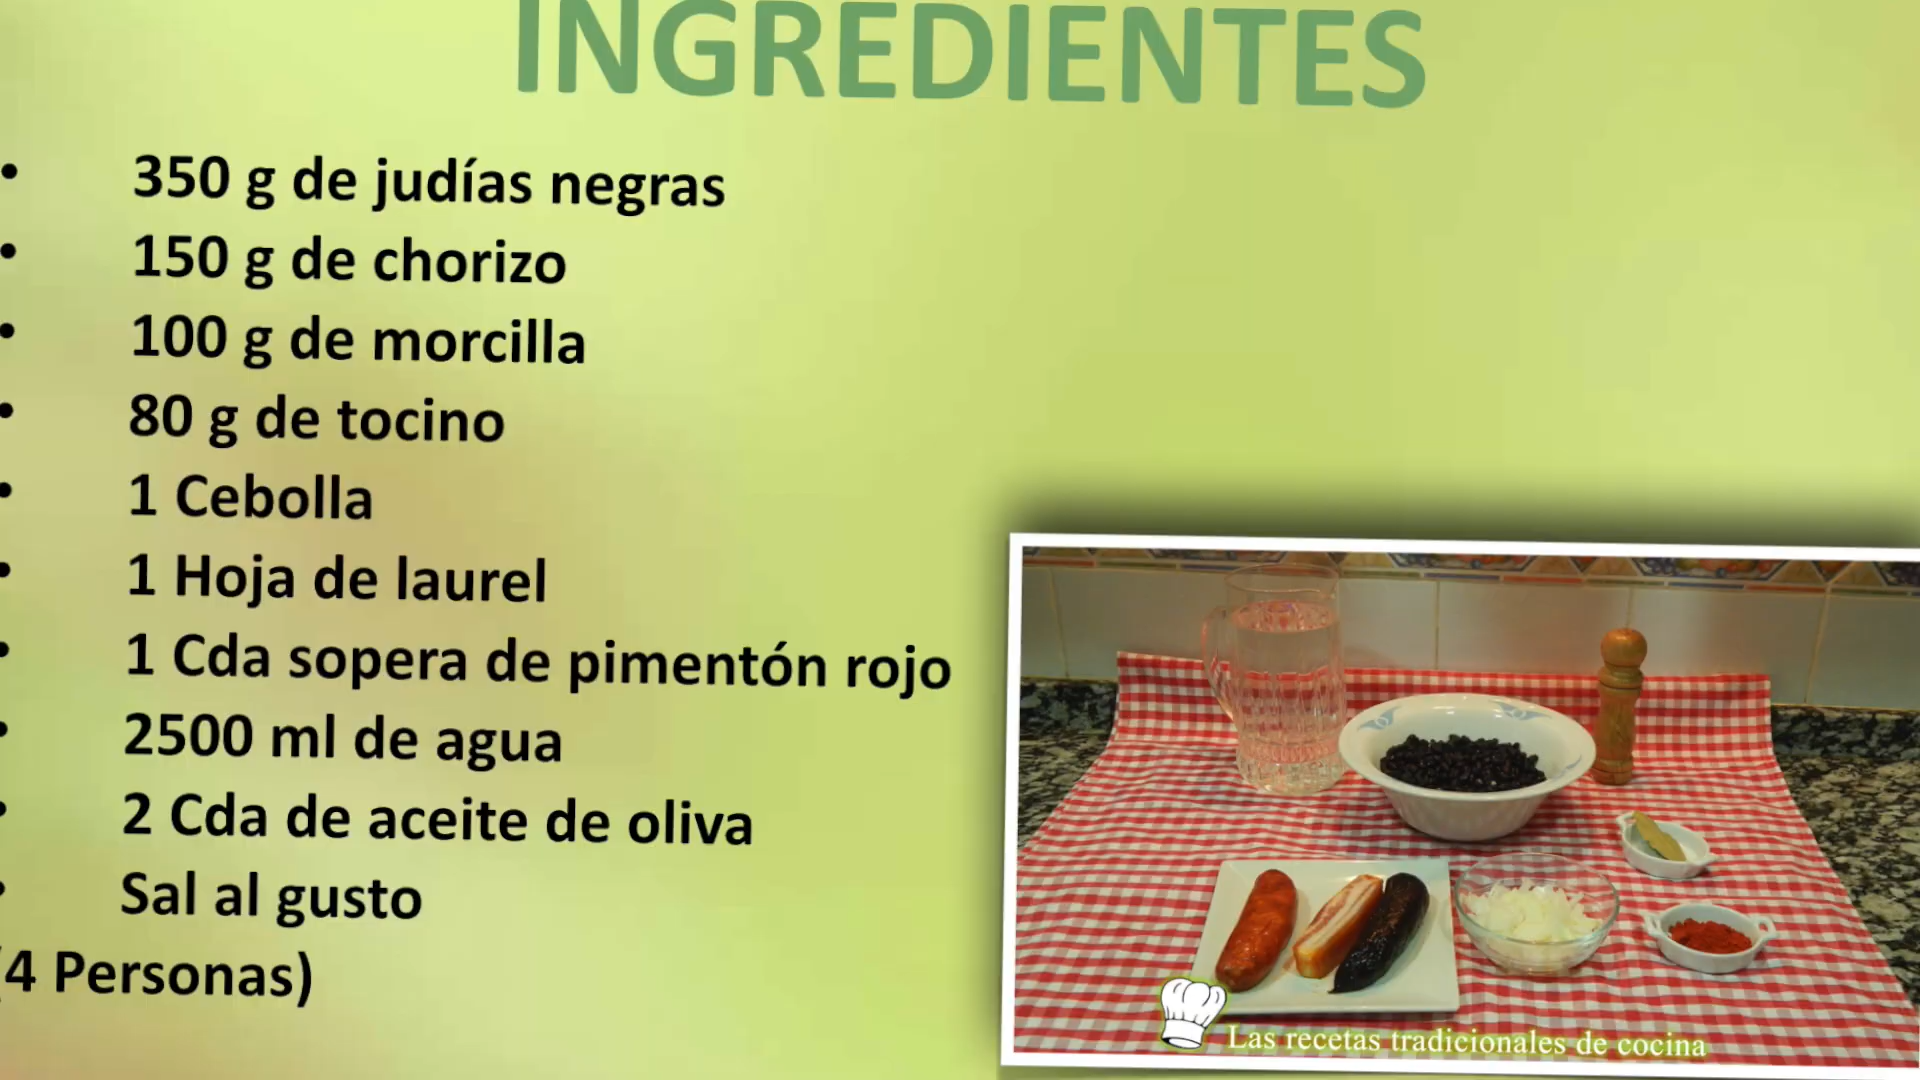 INGREDIENTES
• 350 g de judías negras
• 150 g de chorizo
• 100 g de morcilla
• 80 g de tocino
• 1 Cebolla
• 1 Hoja de laurel
• 1 Cda sopera de pimentón rojo
• 2500 ml de agua
• 2 Cda de aceite de oliva
• Sal al gusto
(4 Personas)
Las recetas tradicionales de cocina